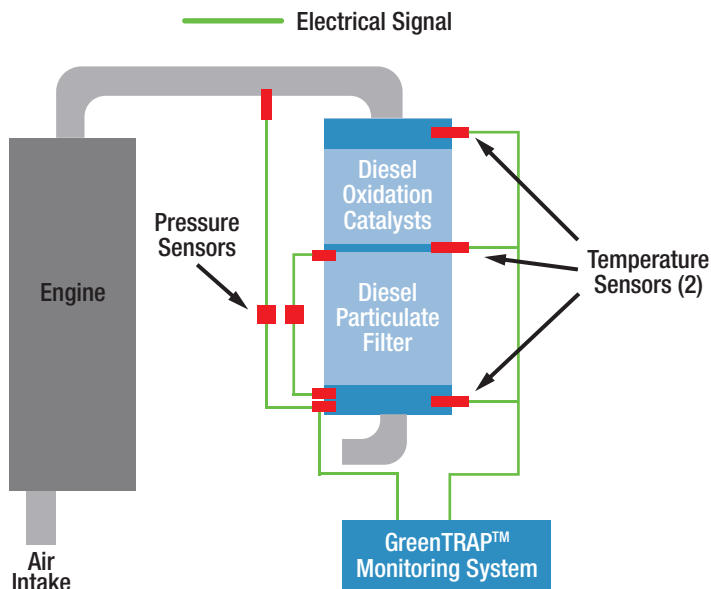 Electrical Signal
Diesel
Oxidation
Catalysts
Pressure
Sensors
Temperature
Sensors (2)
Engine
Diesel
Particulate
Filter
Air
Intake
GreenTRAP™
Monitoring System